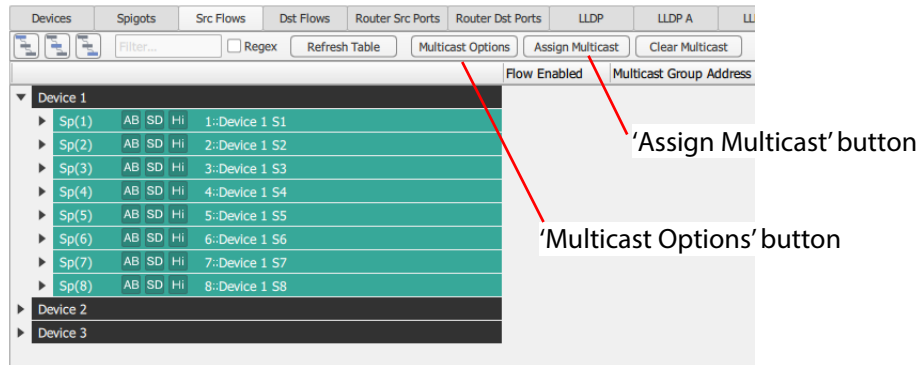 Devices Spigots Src Flows Dst Flows Router Src Ports Router Dst Ports LLDP LLDP A
Filter... Regex Refresh Table Multicast Options Assign Multicast Clear Multicast
Flow Enabled Multicast Group Address
Device 1
Sp(1) AB SD Hi 1::Device 1 S1
Sp(2) AB SD Hi 2::Device 1 S2
'Assign Multicast' button
Sp(3) AB SD Hi 3::Device 1 S3
Sp(4) AB SD Hi 4::Device 1 S4
Sp(5) AB SD Hi 5::Device 1 S5
Sp(6) AB SD Hi 6::Device 1 S6
'Multicast Options' button
Sp(7) AB SD Hi 7::Device 1 S7
Sp(8) AB SD Hi 8::Device 1 S8
Device 2
Device 3